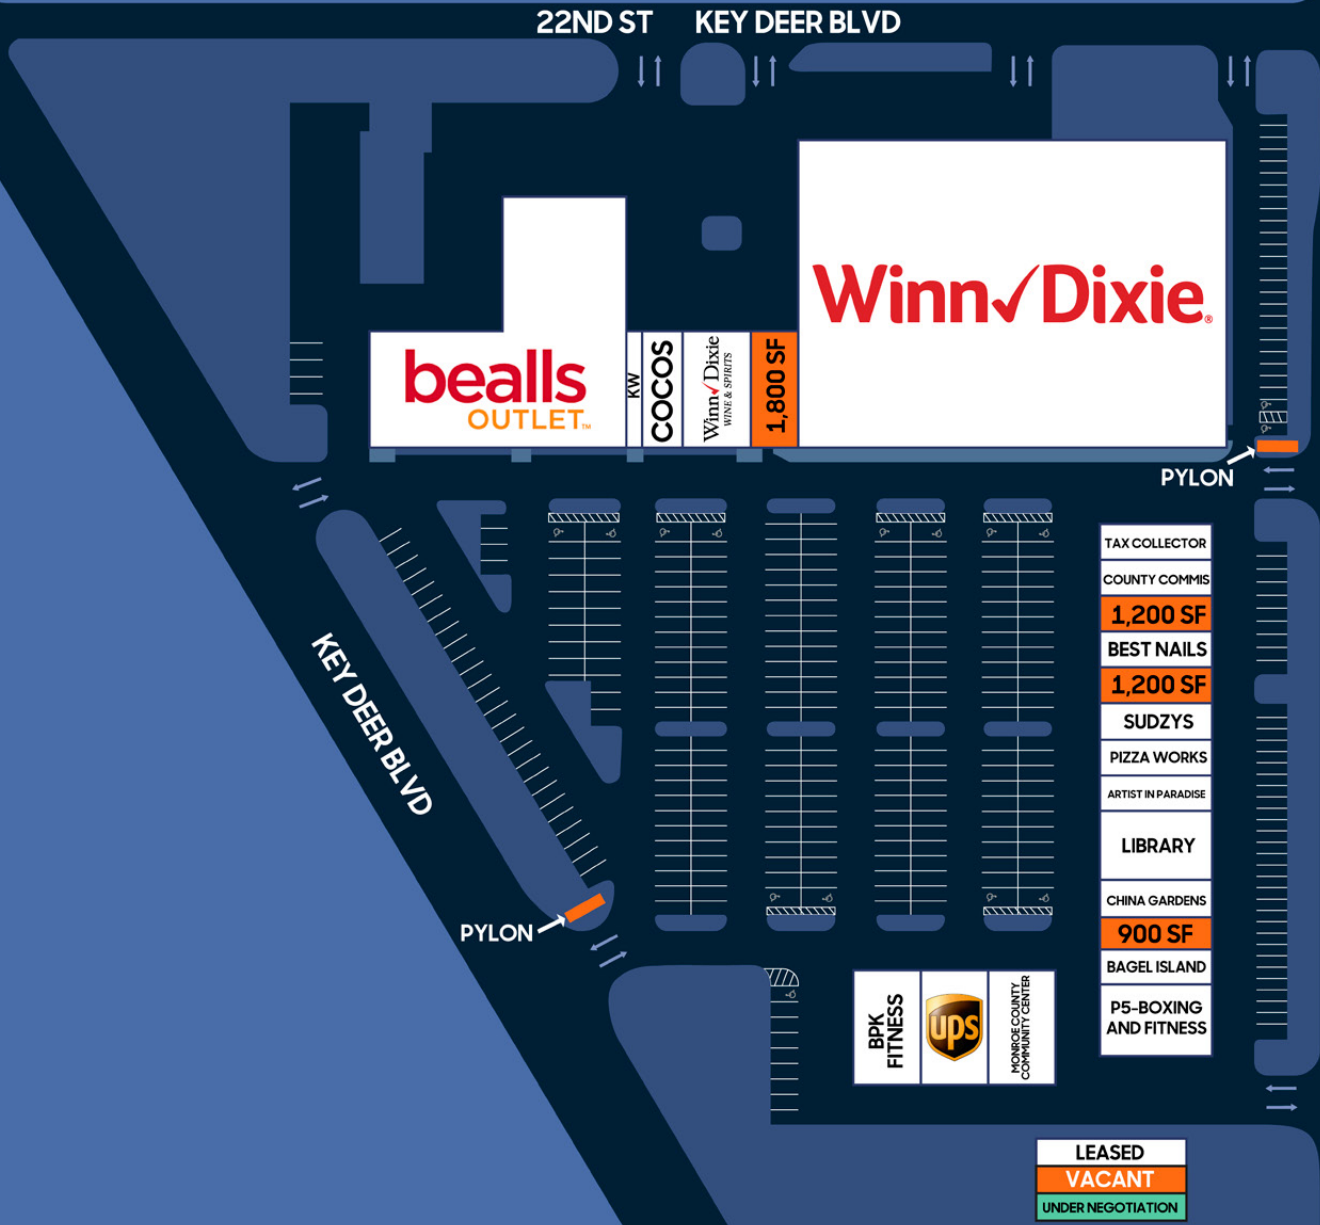 22ND ST KEY DEER BLVD
Winn Dixie®
bealls
OUTLET™
KW
COCOS
Winn Dixie
WINE & SPIRITS
1,800 SF
PYLON
TAX COLLECTOR
COUNTY COMMIS
1,200 SF
BEST NAILS
1,200 SF
SUDZYS
PIZZA WORKS
ARTIST IN PARADISE
LIBRARY
CHINA GARDENS
900 SF
BAGEL ISLAND
P5-BOXING
AND FITNESS
KEY DEER BLVD
PYLON
BPK
FITNESS
ups
MONROE COUNTY
COMMUNITY CENTER
LEASED
VACANT
UNDER NEGOTIATION